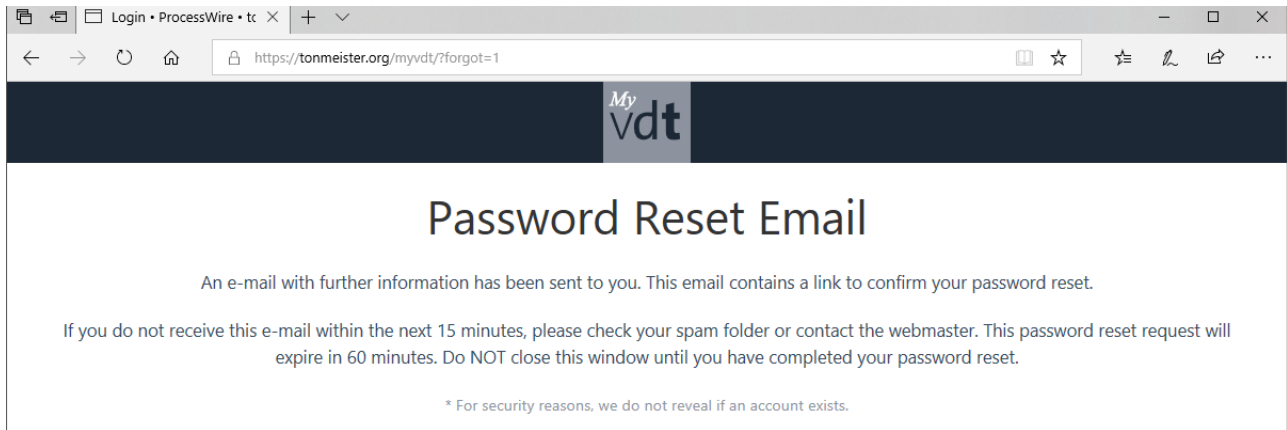 Login • ProcessWire • tc
https://tonmeister.org/myvdt/?forgot=1
My
vdt
Password Reset Email
An e-mail with further information has been sent to you. This email contains a link to confirm your password reset.
If you do not receive this e-mail within the next 15 minutes, please check your spam folder or contact the webmaster. This password reset request will
expire in 60 minutes. Do NOT close this window until you have completed your password reset.
* For security reasons, we do not reveal if an account exists.